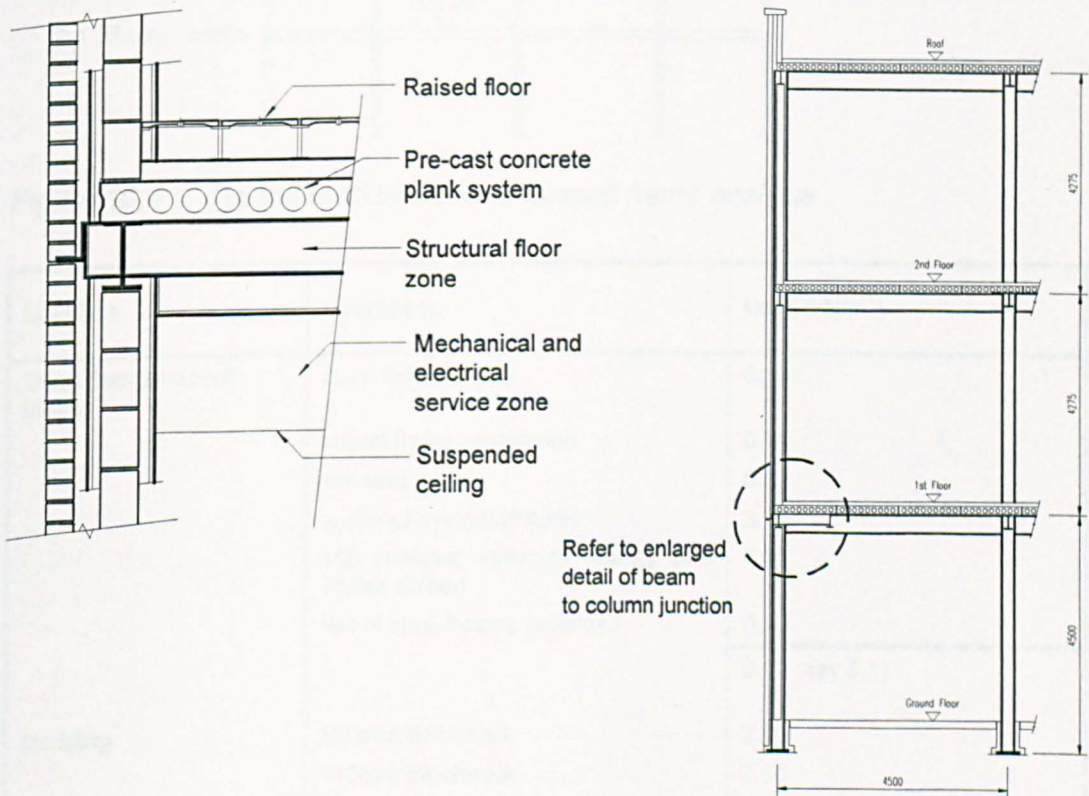 Raised floor
Pre-cast concrete
plank system
Structural floor
zone
Mechanical and
electrical
service zone
Suspended
ceiling
Roof
4275
2nd Floor
4275
1st Floor
Refer to enlarged
detail of beam
to column junction
4500
Ground Floor
4500